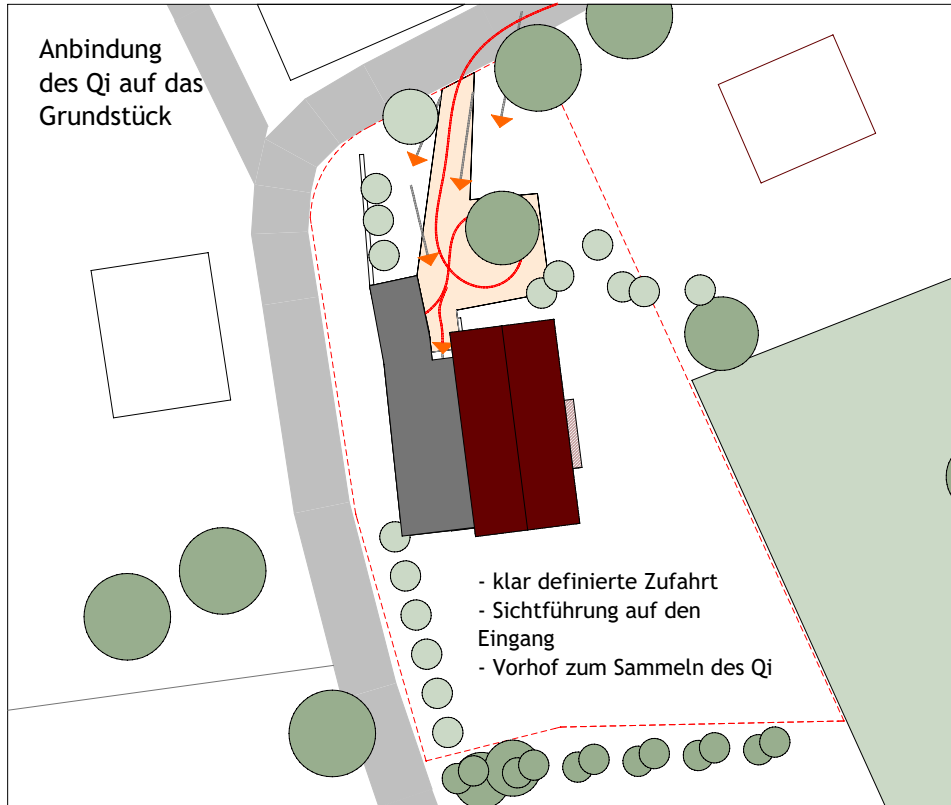 Anbindung
des Qi auf das
Grundstück
- klar definierte Zufahrt
- Sichtführung auf den
Eingang
- Vorhof zum Sammeln des Qi